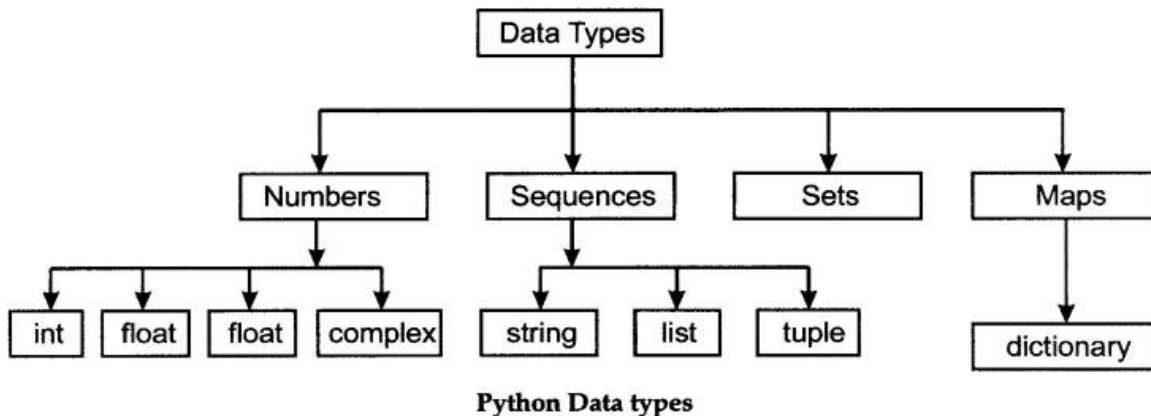 Data Types
Numbers
Sequences
Sets
Maps
int
float
float
complex
string
list
tuple
dictionary
Python Data types